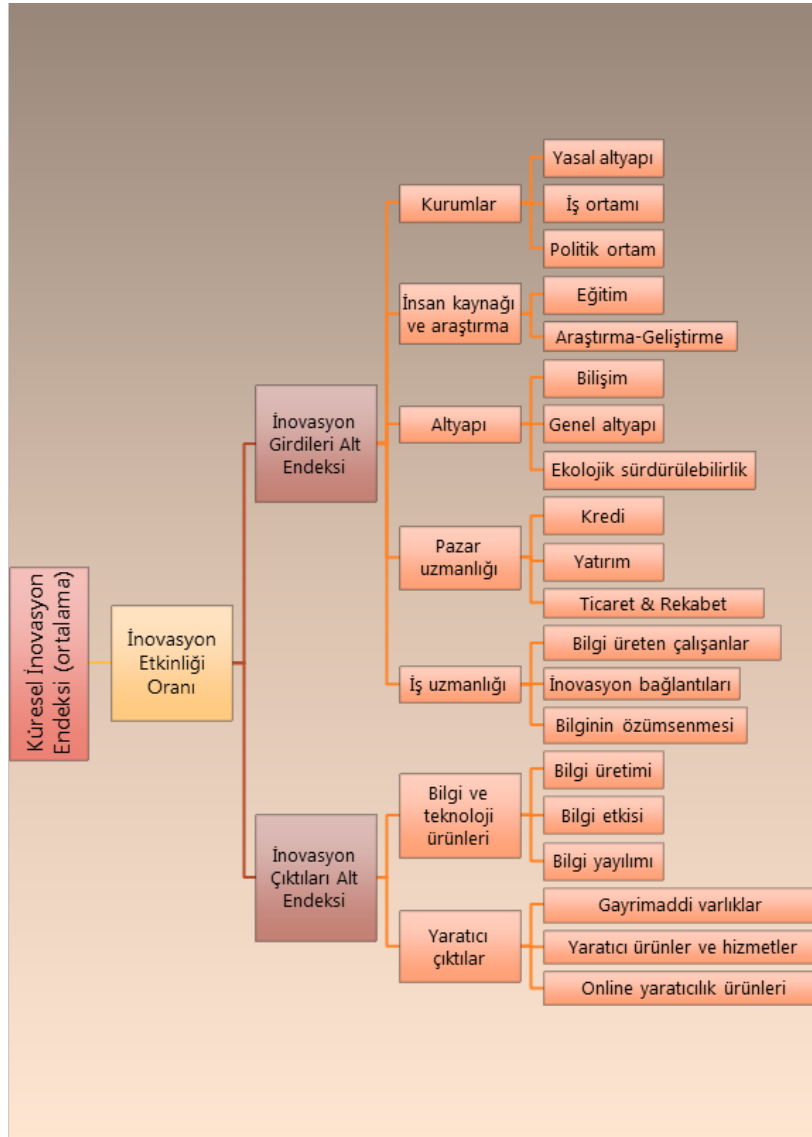 Küresel İnovasyon
Endeksi (ortalama)
İnovasyon
Etkinliği
Oranı
İnovasyon
Girdileri Alt
Endeksi
Kurumlar
Yasal altyapı
İş ortamı
Politik ortam
İnsan kaynağı
ve araştırma
Eğitim
Araştırma-Geliştirme
Altyapı
Bilişim
Genel altyapı
Ekolojik sürdürülebilirlik
Pazar
uzmanlığı
Kredi
Yatırım
Ticaret & Rekabet
İş uzmanlığı
Bilgi üreten çalışanlar
İnovasyon bağlantıları
Bilginin özümsenmesi
İnovasyon
Çıktıları Alt
Endeksi
Bilgi ve
teknoloji
ürünleri
Bilgi üretimi
Bilgi etkisi
Bilgi yayılımı
Yaratıcı
çıktılar
Gayrimaddi varlıklar
Yaratıcı ürünler ve hizmetler
Online yaratıcılık ürünleri